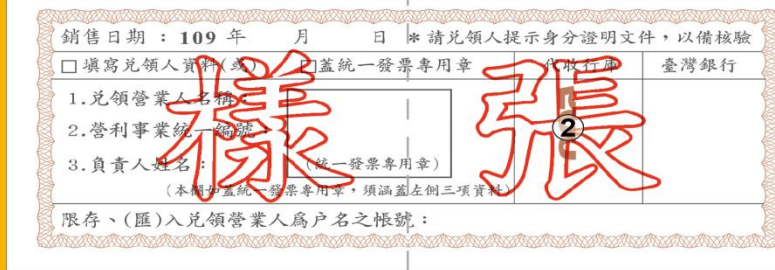 銷售日期:109 年 月 日 *請兌領人提示身分證明文件,以備核驗
□填寫兌領人資料(或) □蓋統一發票專用章 代收行庫 臺灣銀行
1.兌領營業人名稱:
2.營利事業統一編號:
3.負責人姓名: (統一發票專用章)
(本欄如蓋統一發票專用章,須涵蓋左側三項資料)
限存、(匯)入兌領營業人為戶名之帳號:
樣張
2